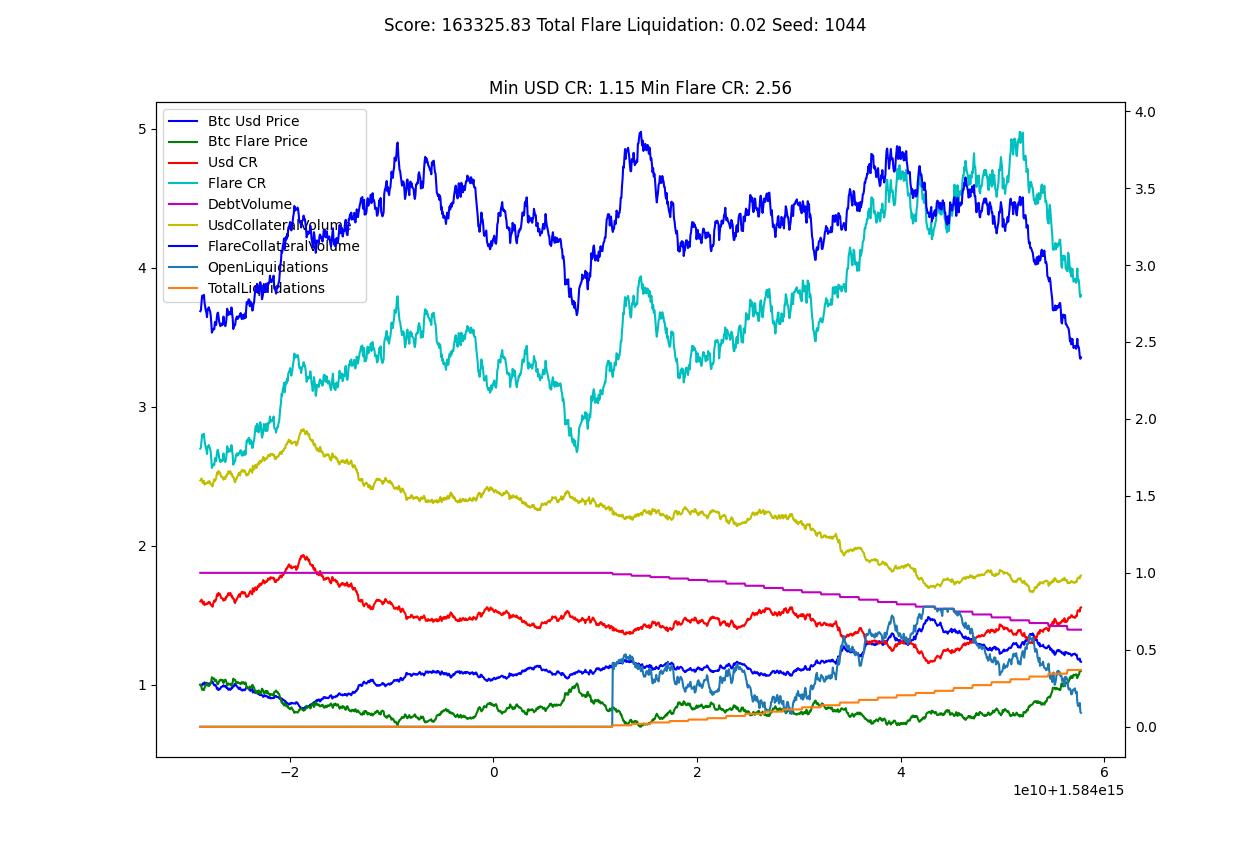 Score: 163325.83 Total Flare Liquidation: 0.02 Seed: 1044
Min USD CR: 1.15 Min Flare CR: 2.56
Btc Usd Price
Btc Flare Price
Usd CR
Flare CR
DebtVolume
UsdCollateralVolume
FlareCollateralVolume
OpenLiquidations
TotalLiquidations
5
4
3
2
1
4.0
3.5
3.0
2.5
2.0
1.5
1.0
0.5
0.0
−2
0
2
4
6
1e10+1.584e15